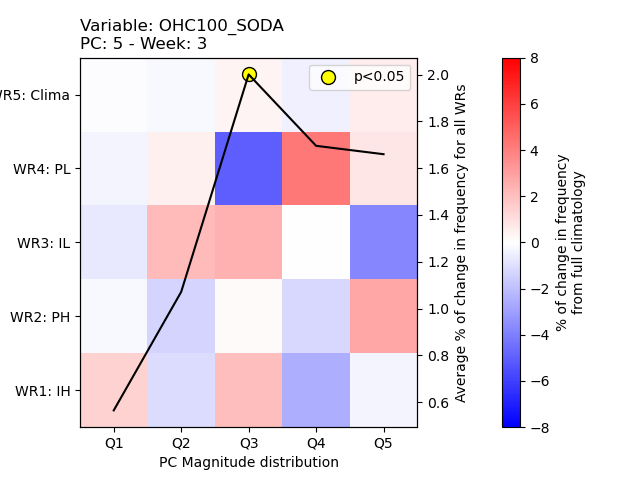 Variable: OHC100_SODA
PC: 5 - Week: 3
p<0.05
WR5: Clima
WR4: PL
WR3: IL
WR2: PH
WR1: IH
Q1 Q2 Q3 Q4 Q5
PC Magnitude distribution
2.0
1.8
1.6
1.4
1.2
1.0
0.8
0.6
Average % of change in frequency for all WRs
8
6
4
2
0
−2
−4
−6
−8
% of change in frequency
from full climatology